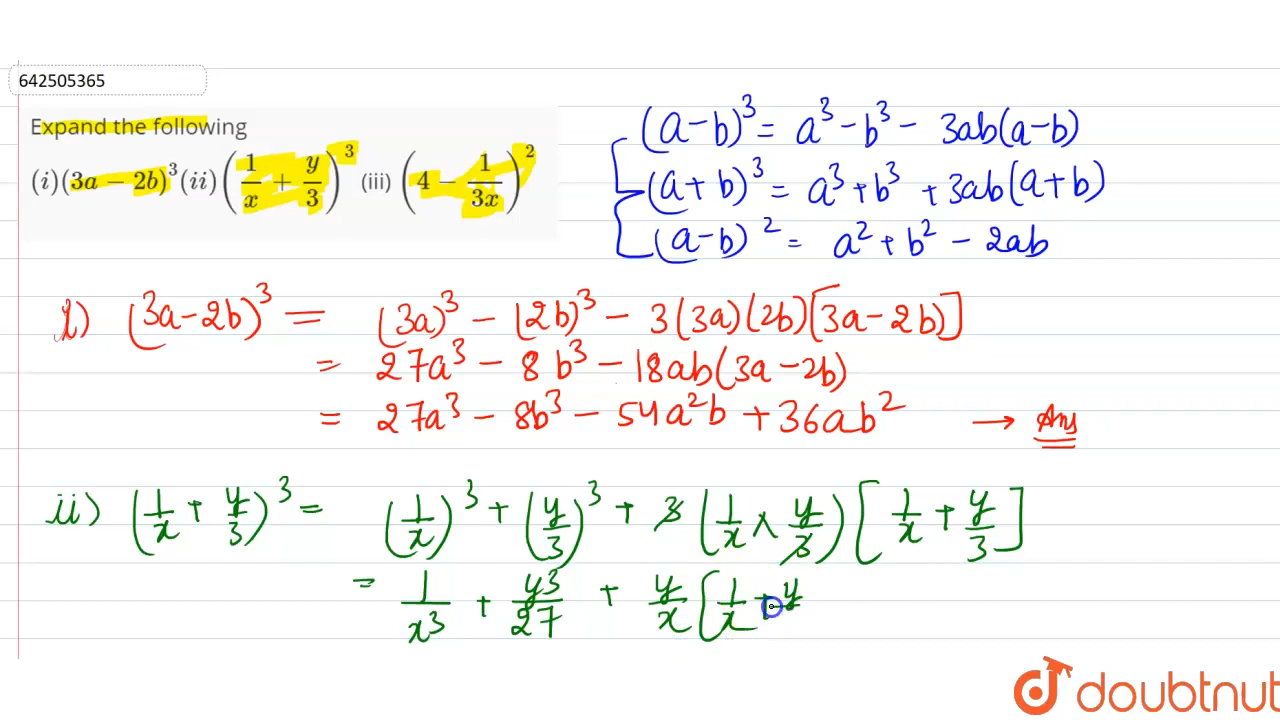 642505365
Expand the following
(i)(3a − 2b)³(ii)(1/x + y/3)³ (iii) (4 − 1/3x)²
(a-b)³ = a³ - b³ - 3ab(a-b)
(a+b)³ = a³ + b³ + 3ab(a+b)
(a-b)² = a² + b² - 2ab
i) (3a-2b)³ = (3a)³ - (2b)³ - 3(3a)(2b)[3a-2b)]
= 27a³ - 8b³ - 18ab(3a-2b)
= 27a³ - 8b³ - 54a²b + 36ab² → Ans
ii) (1/x + y/3)³ = (1/x)³ + (y/3)³ + 3(1/x × y/3)[1/x + y/3]
= 1/x³ + y3/27 + y/x[1/x + y
doubtnut